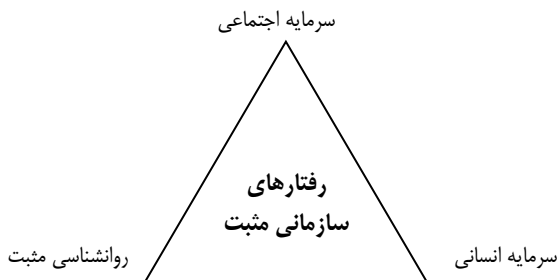 سرمایه اجتماعی
رفتارهای
سازمانی مثبت
سرمایه انسانی
روانشناسی مثبت